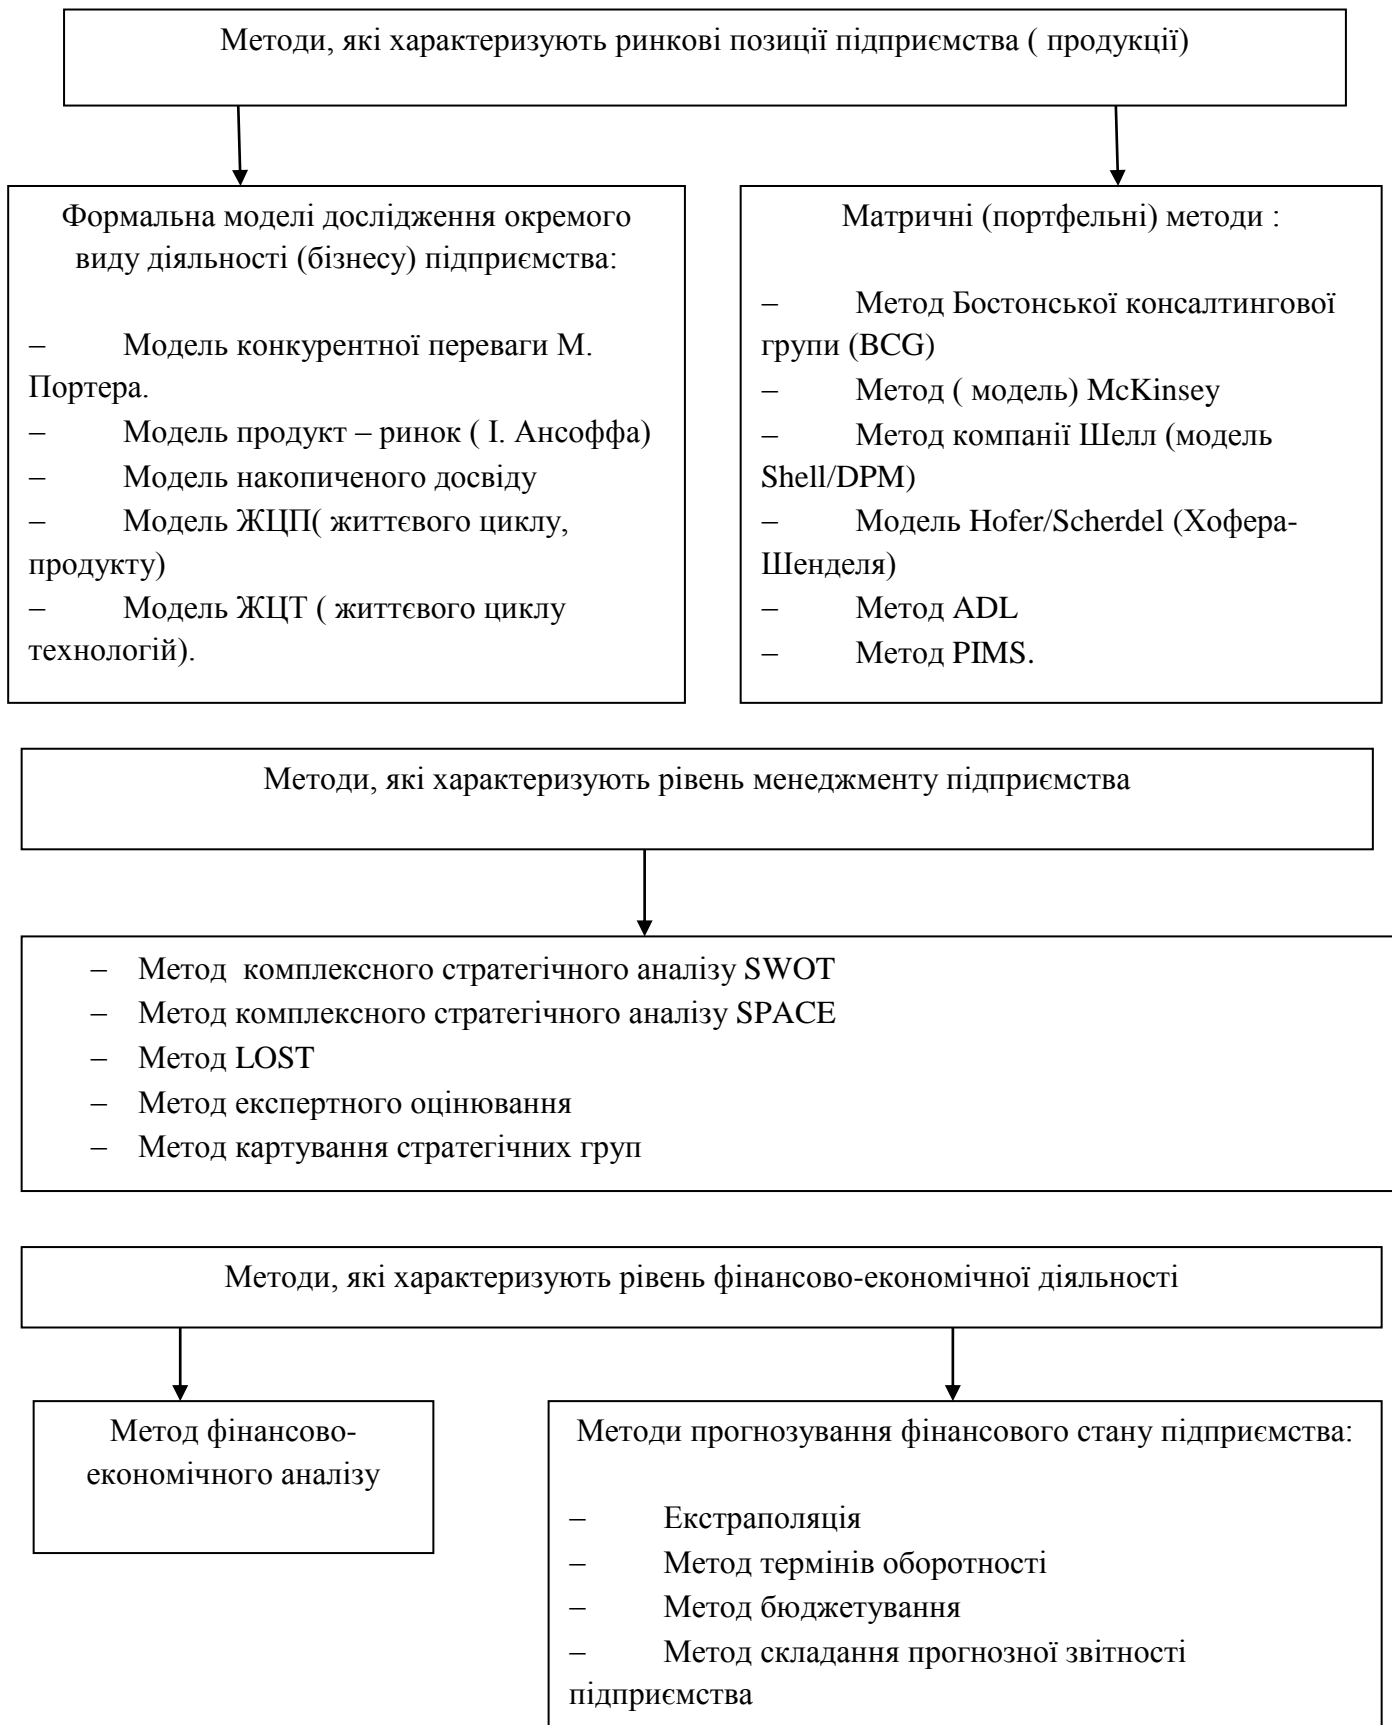 Методи, які характеризують ринкові позиції підприємства ( продукції)
Формальна моделі дослідження окремого
виду діяльності (бізнесу) підприємства:
– Модель конкурентної переваги М.
Портера.
– Модель продукт – ринок ( І. Ансоффа)
– Модель накопиченого досвіду
– Модель ЖЦП( життєвого циклу,
продукту)
– Модель ЖЦТ ( життєвого циклу
технологій).
Матричні (портфельні) методи :
– Метод Бостонської консалтингової
групи (BCG)
– Метод ( модель) McKinsey
– Метод компанії Шелл (модель
Shell/DPM)
– Модель Hofer/Scherdel (Хофера-
Шенделя)
– Метод ADL
– Метод PIMS.
Методи, які характеризують рівень менеджменту підприємства
– Метод комплексного стратегічного аналізу SWOT
– Метод комплексного стратегічного аналізу SPACE
– Метод LOST
– Метод експертного оцінювання
– Метод картування стратегічних груп
Методи, які характеризують рівень фінансово-економічної діяльності
Метод фінансово-
економічного аналізу
Методи прогнозування фінансового стану підприємства:
– Екстраполяція
– Метод термінів оборотності
– Метод бюджетування
– Метод складання прогнозної звітності
підприємства